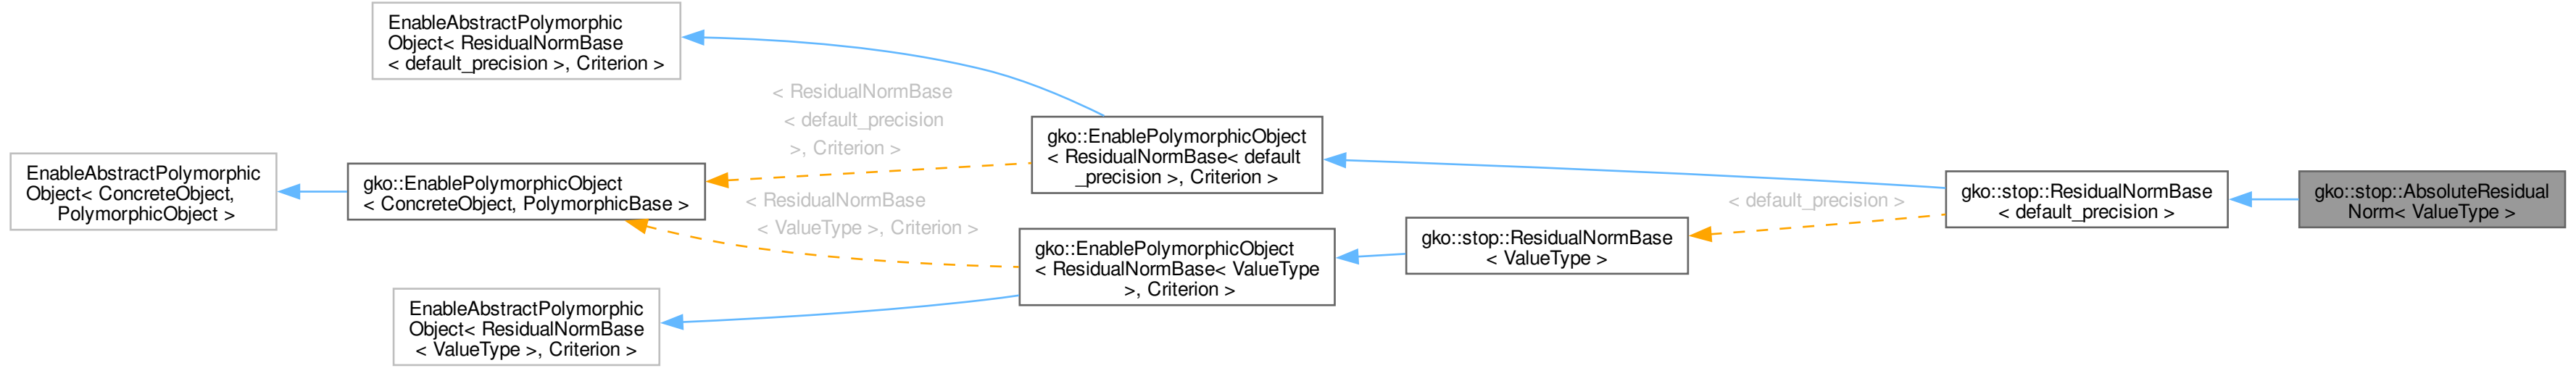 EnableAbstractPolymorphic
Object< ResidualNormBase
< default_precision >, Criterion >
< ResidualNormBase
< default_precision
>, Criterion >
gko::EnablePolymorphicObject
< ResidualNormBase< default
_precision >, Criterion >
EnableAbstractPolymorphic
Object< ConcreteObject,
PolymorphicObject >
gko::EnablePolymorphicObject
< ConcreteObject, PolymorphicBase >
< ResidualNormBase
< ValueType >, Criterion >
< default_precision >
gko::stop::ResidualNormBase
< default_precision >
gko::stop::AbsoluteResidual
Norm< ValueType >
gko::EnablePolymorphicObject
< ResidualNormBase< ValueType
>, Criterion >
gko::stop::ResidualNormBase
< ValueType >
EnableAbstractPolymorphic
Object< ResidualNormBase
< ValueType >, Criterion >